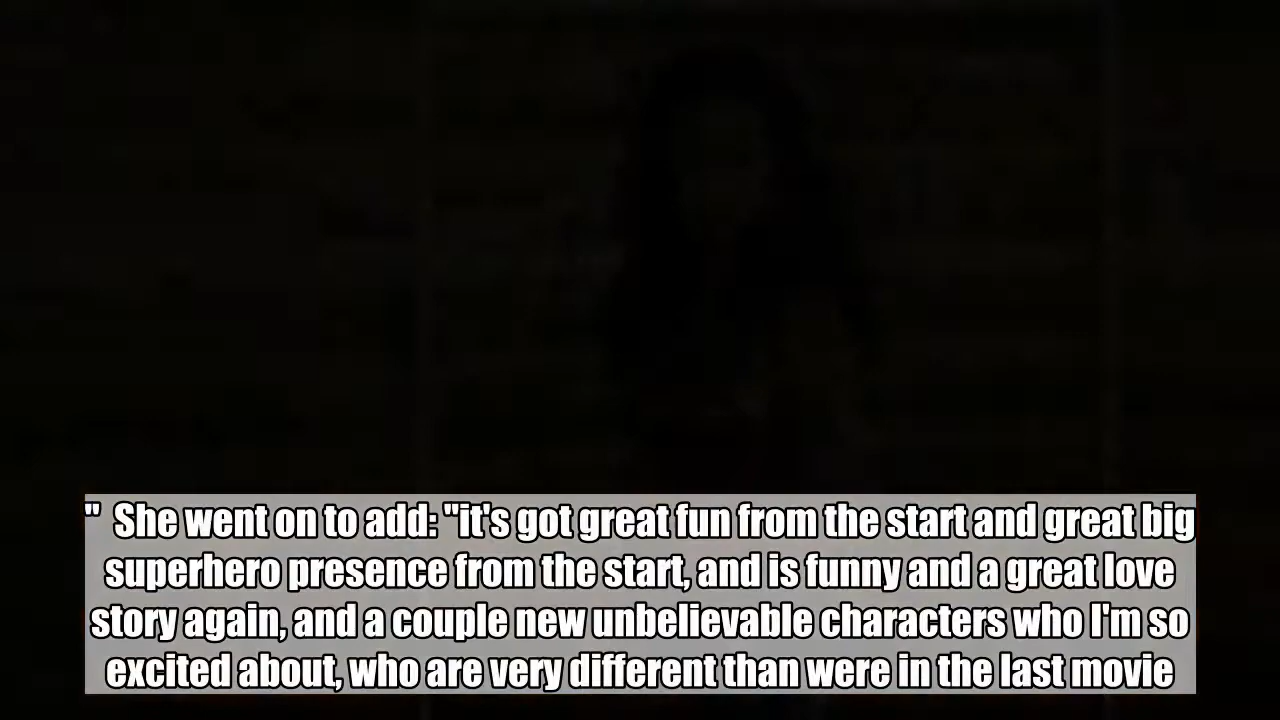 " She went on to add: "it's got great fun from the start and great big
superhero presence from the start, and is funny and a great love
story again, and a couple new unbelievable characters who I'm so
excited about, who are very different than were in the last movie